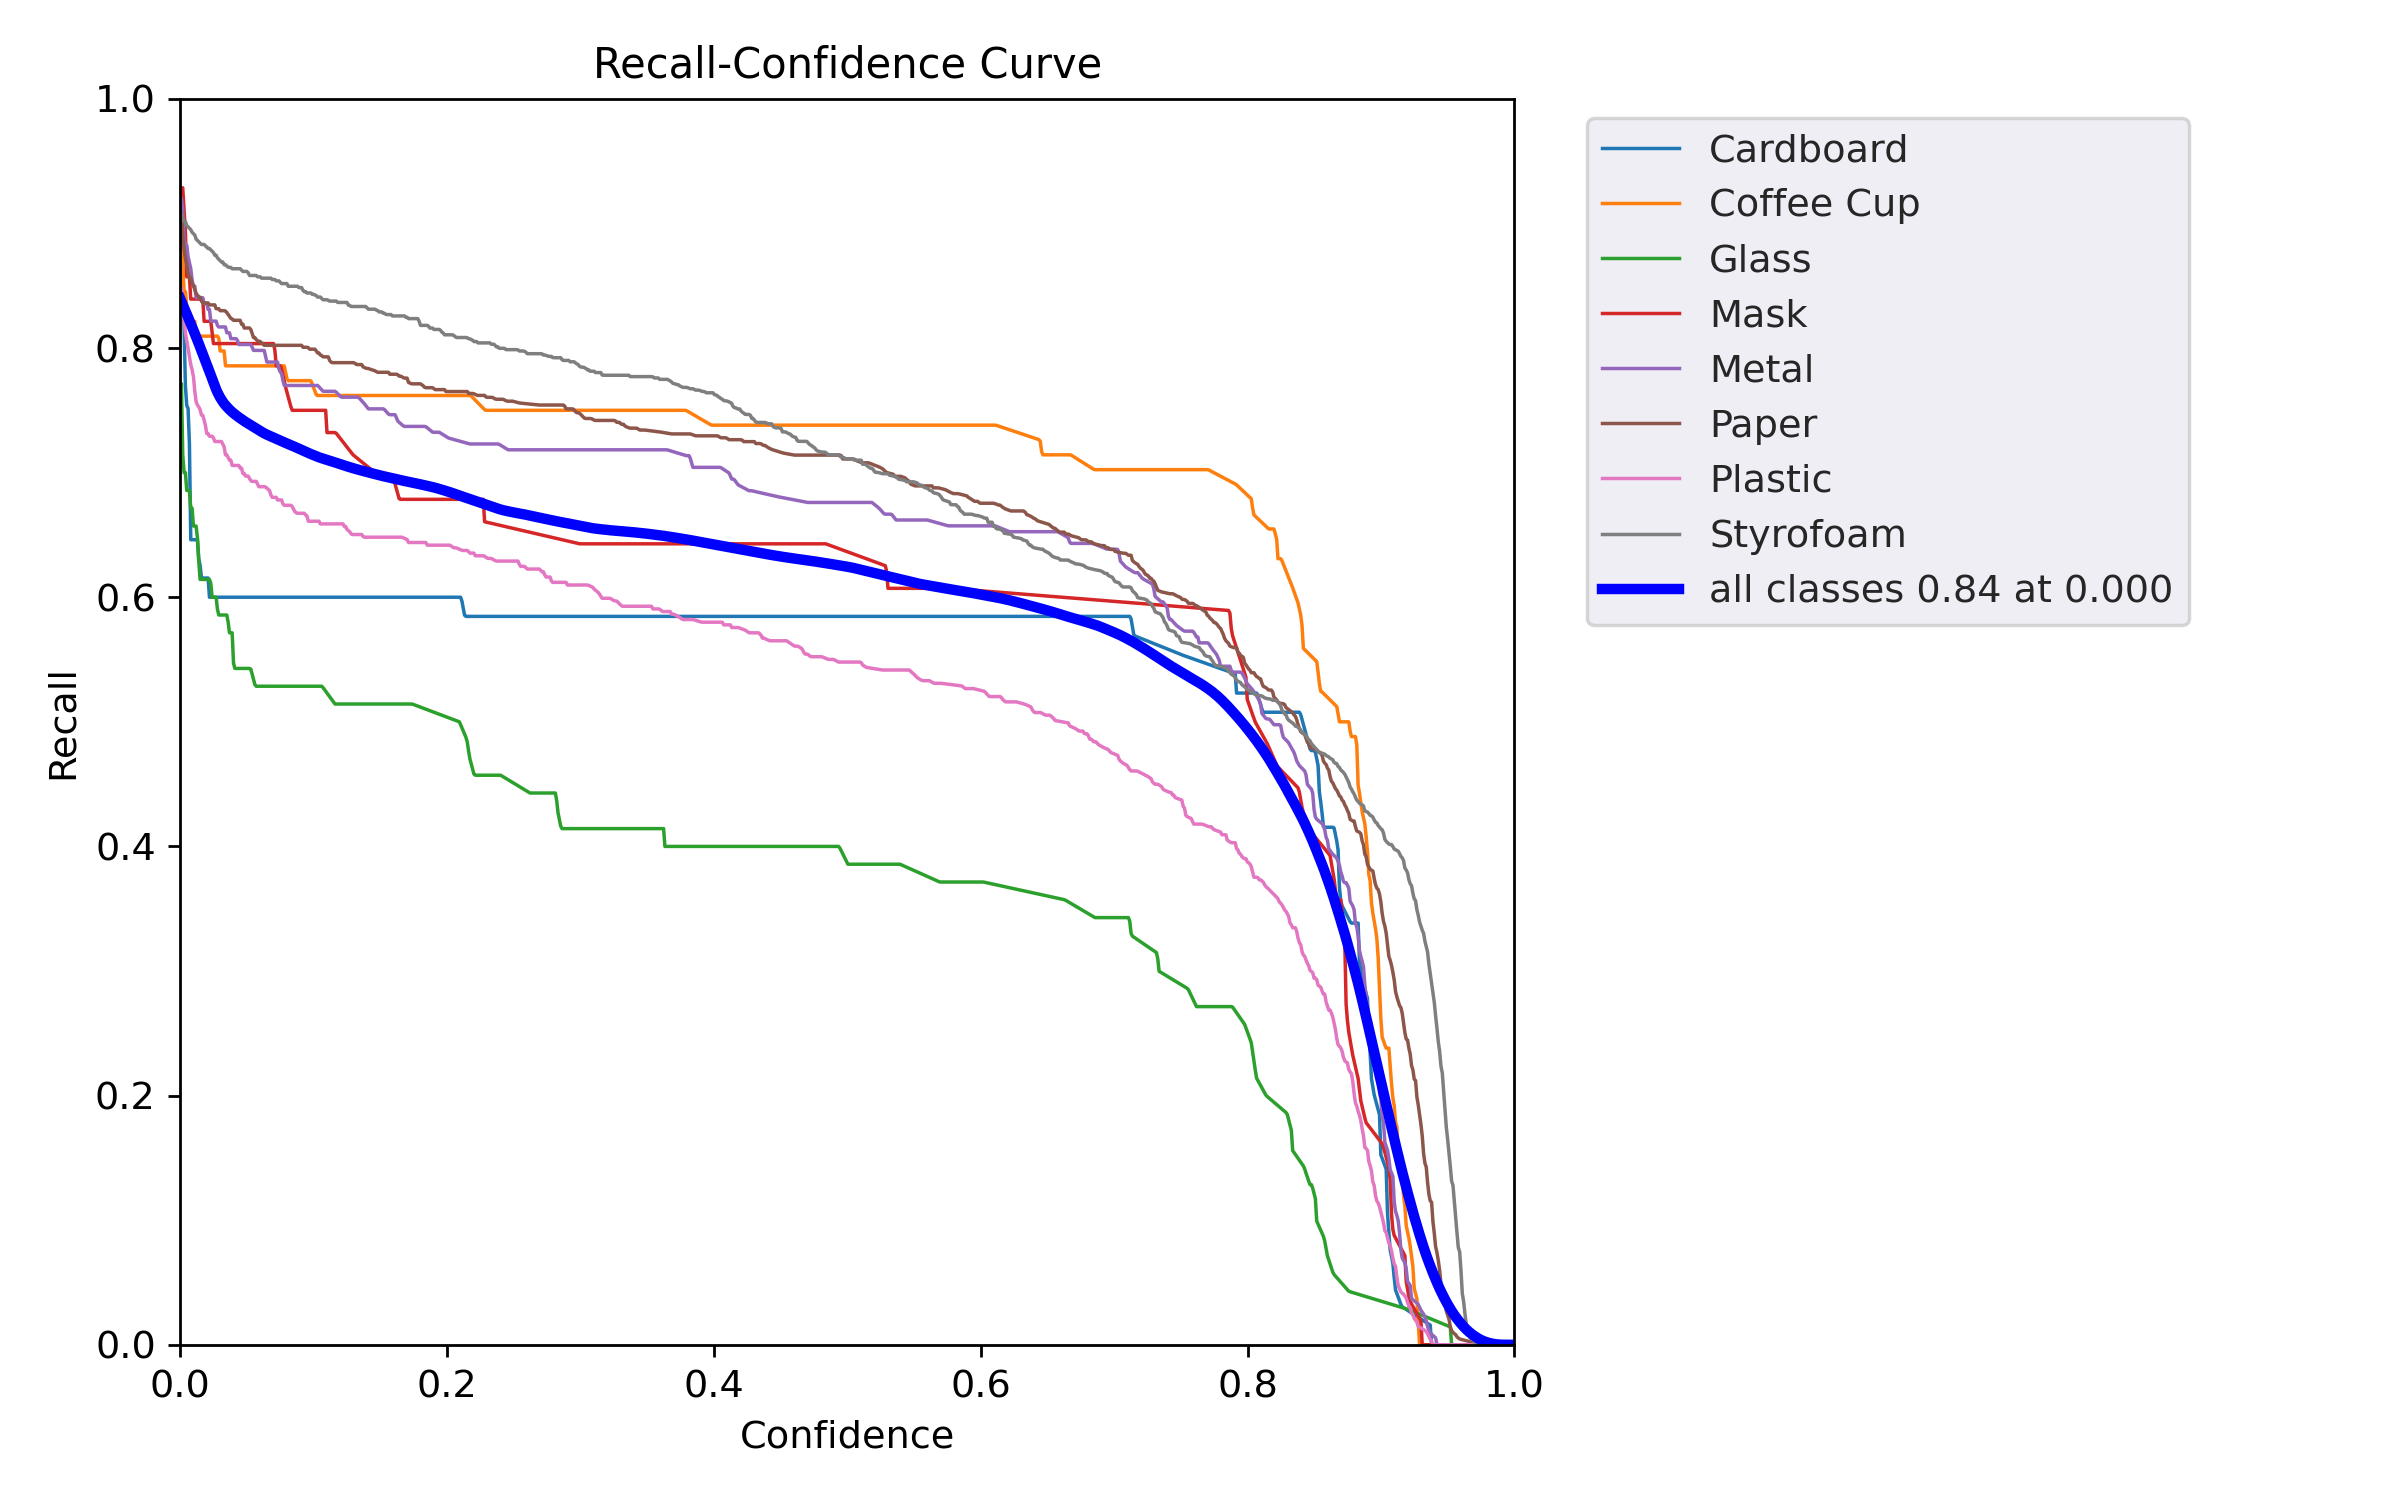 Recall-Confidence Curve
1.0
0.8
0.6
0.4
0.2
0.0
Recall
0.0 0.2 0.4 0.6 0.8 1.0
Confidence
Cardboard
Coffee Cup
Glass
Mask
Metal
Paper
Plastic
Styrofoam
all classes 0.84 at 0.000